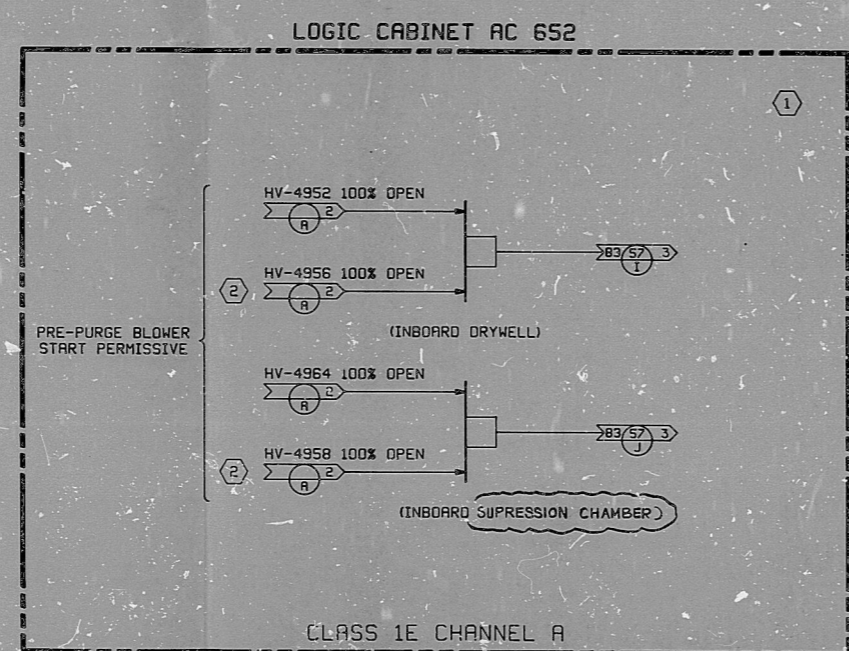 LOGIC CABINET AC 652
1
HV-4952 100% OPEN
2
A
83 57 3
I
HV-4956 100% OPEN
2
2
A
PRE-PURGE BLOWER
START PERMISSIVE
(INBOARD DRYWELL)
HV-4964 100% OPEN
2
A
83 57 3
J
HV-4958 100% OPEN
2
2
A
(INBOARD SUPRESSION CHAMBER)
CLASS 1E CHANNEL A